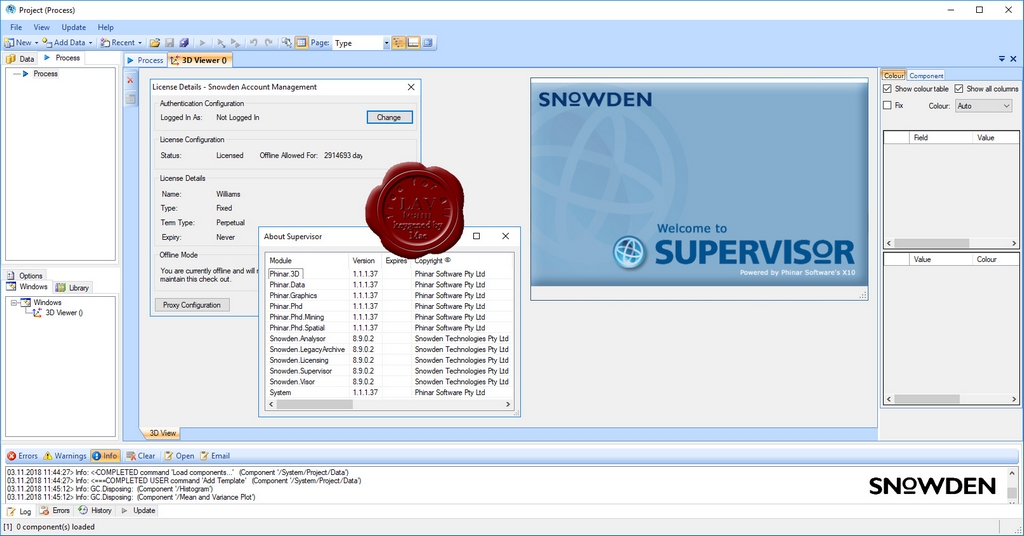 Project (Process)
File View Update Help
New Add Data Recent Page: Type
Data Process
Process 3D Viewer ()
Process
Colour Component
Show colour table Show all columns
Fix Colour: Auto
Field Value
Value Colour
License Details - Snowden Account Management
Authentication Configuration
Logged In As: Not Logged In Change
License Configuration
Status: Licensed Offline Allowed For: 2914693 day
License Details
Name: Williams
Type: Fixed
Term Type: Perpetual
Expiry: Never
Offline Mode
You are currently offline and will
maintain this check out.
Proxy Configuration
SNOWDEN
Welcome to
SUPERVISOR
Powered by Phinar Software's X10
About Supervisor
Module Version Expires Copyright ©
Phinar.3D 1.1.1.37 Phinar Software Pty Ltd
Phinar.Data 1.1.1.37 Phinar Software Pty Ltd
Phinar.Graphics 1.1.1.37 Phinar Software Pty Ltd
Phinar.Phd 1.1.1.37 Phinar Software Pty Ltd
Phinar.Phd.Mining 1.1.1.37 Phinar Software Pty Ltd
Phinar.Phd.Spatial 1.1.1.37 Phinar Software Pty Ltd
Snowden.Analysor 8.9.0.2 Snowden Technologies Pty Ltd
Snowden.LegacyArchive 8.9.0.2 Snowden Technologies Pty Ltd
Snowden.Licensing 8.9.0.2 Snowden Technologies Pty Ltd
Snowden.Supervisor 8.9.0.2 Snowden Technologies Pty Ltd
Snowden.Visor 8.9.0.2 Snowden Technologies Pty Ltd
System 1.1.1.37 Phinar Software Pty Ltd
Options
Windows Library
Windows
3D Viewer ()
3D View
Errors Warnings Info Clear Open Email
03.11.2018 11:44:27> Info: <-COMPLETED command 'Load components...' (Component '/System/Project/Data')
03.11.2018 11:44:27> Info: <===COMPLETED USER command 'Add Template' (Component '/System/Project/Data')
03.11.2018 11:45:12> Info: GC.Disposing: (Component '/Histogram')
03.11.2018 11:45:12> Info: GC.Disposing: (Component '/Mean and Variance Plot')
SNOWDEN
Log Errors History Update
[1] 0 component(s) loaded